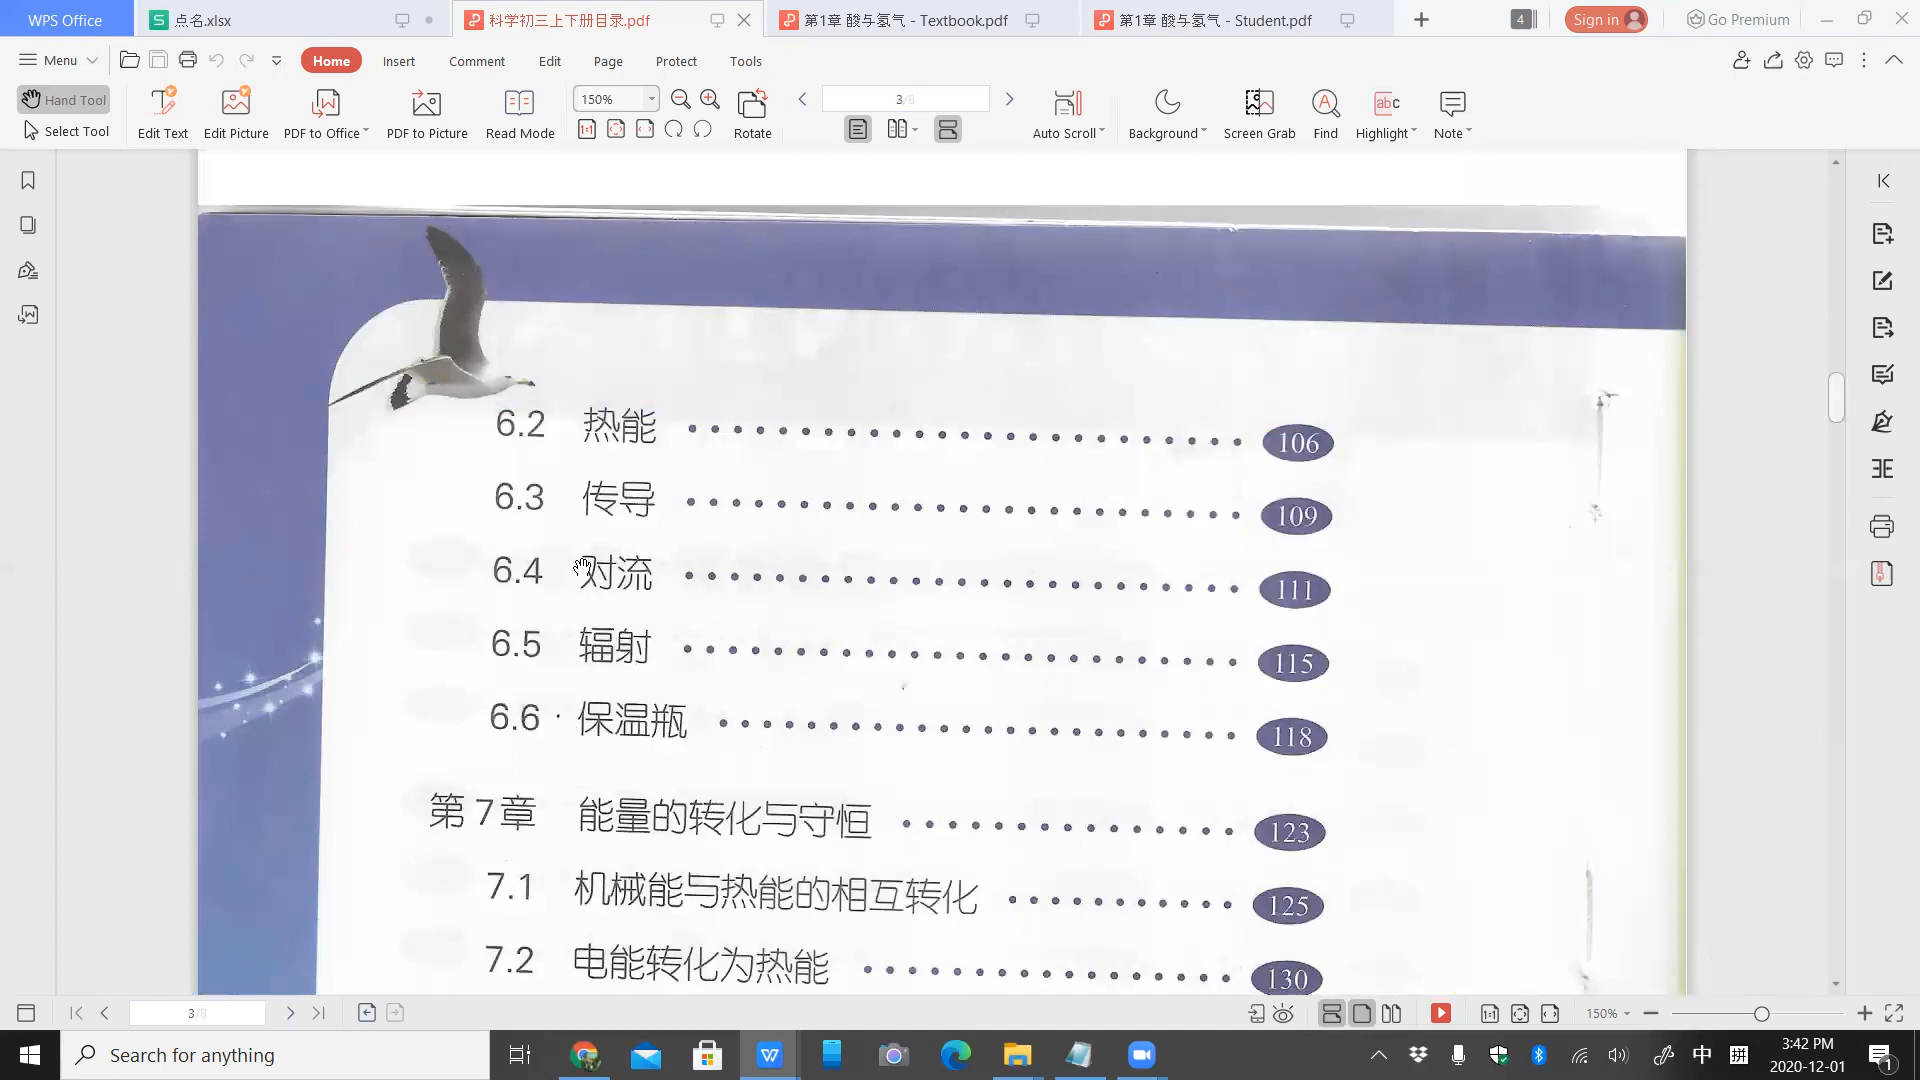 WPS Office
点名.xlsx
科学初三上下册目录.pdf
第1章 酸与氢气 - Textbook.pdf
第1章 酸与氢气 - Student.pdf
4
Sign in
Go Premium
Menu
Home
Insert
Comment
Edit
Page
Protect
Tools
Hand Tool
Select Tool
Edit Text
Edit Picture
PDF to Office
PDF to Picture
Read Mode
150%
Rotate
3/8
Auto Scroll
Background
Screen Grab
Find
Highlight
Note
6.2 热能 106
6.3 传导 109
6.4 对流 111
6.5 辐射 115
6.6 保温瓶 118
第7章 能量的转化与守恒 123
7.1 机械能与热能的相互转化 125
7.2 电能转化为热能 130
3/8
150%
Search for anything
中
拼
3:42 PM
2020-12-01
1